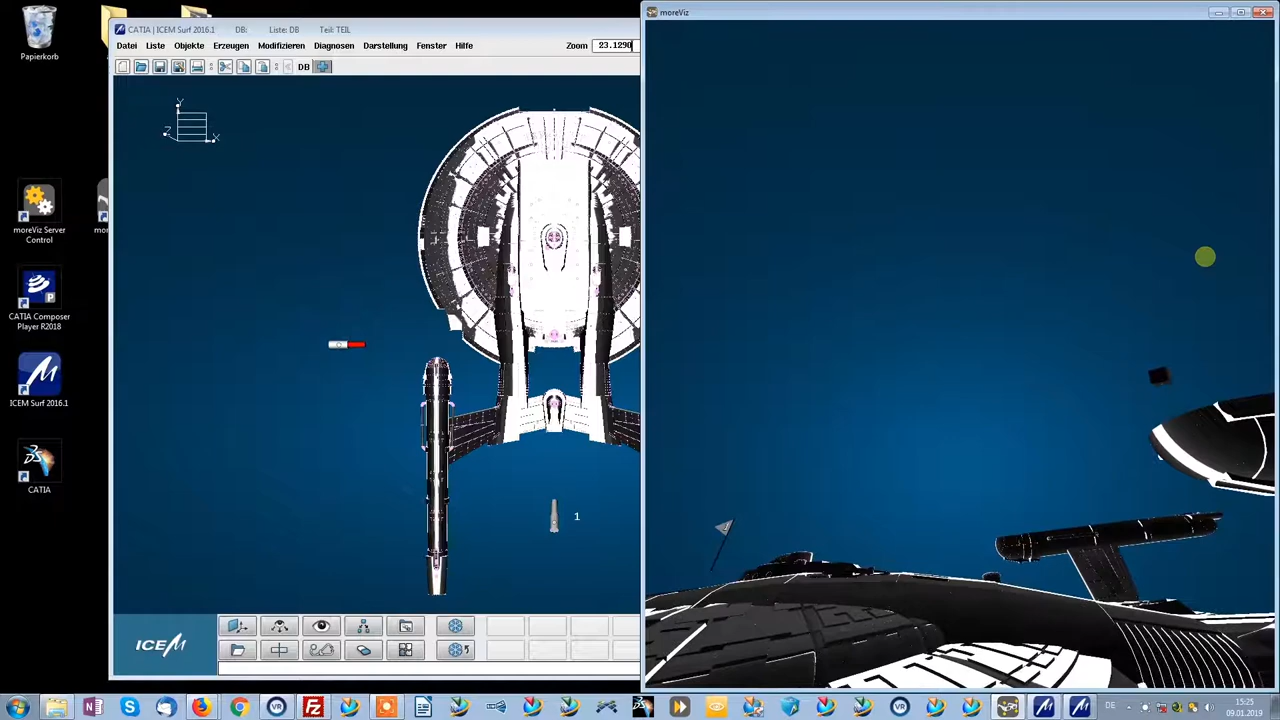 Papierkorb
moreViz Server
Control
CATIA Composer
Player R2018
ICEM Surf 2016.1
CATIA
CATIA | ICEM Surf 2016.1 DB: Liste: DB Teil: TEIL
Datei Liste Objekte Erzeugen Modifizieren Diagnosen Darstellung Fenster Hilfe Zoom 23.1290
DB
Y
Z
X
1
ICEM
moreViz
DE
15:25
09.01.2019